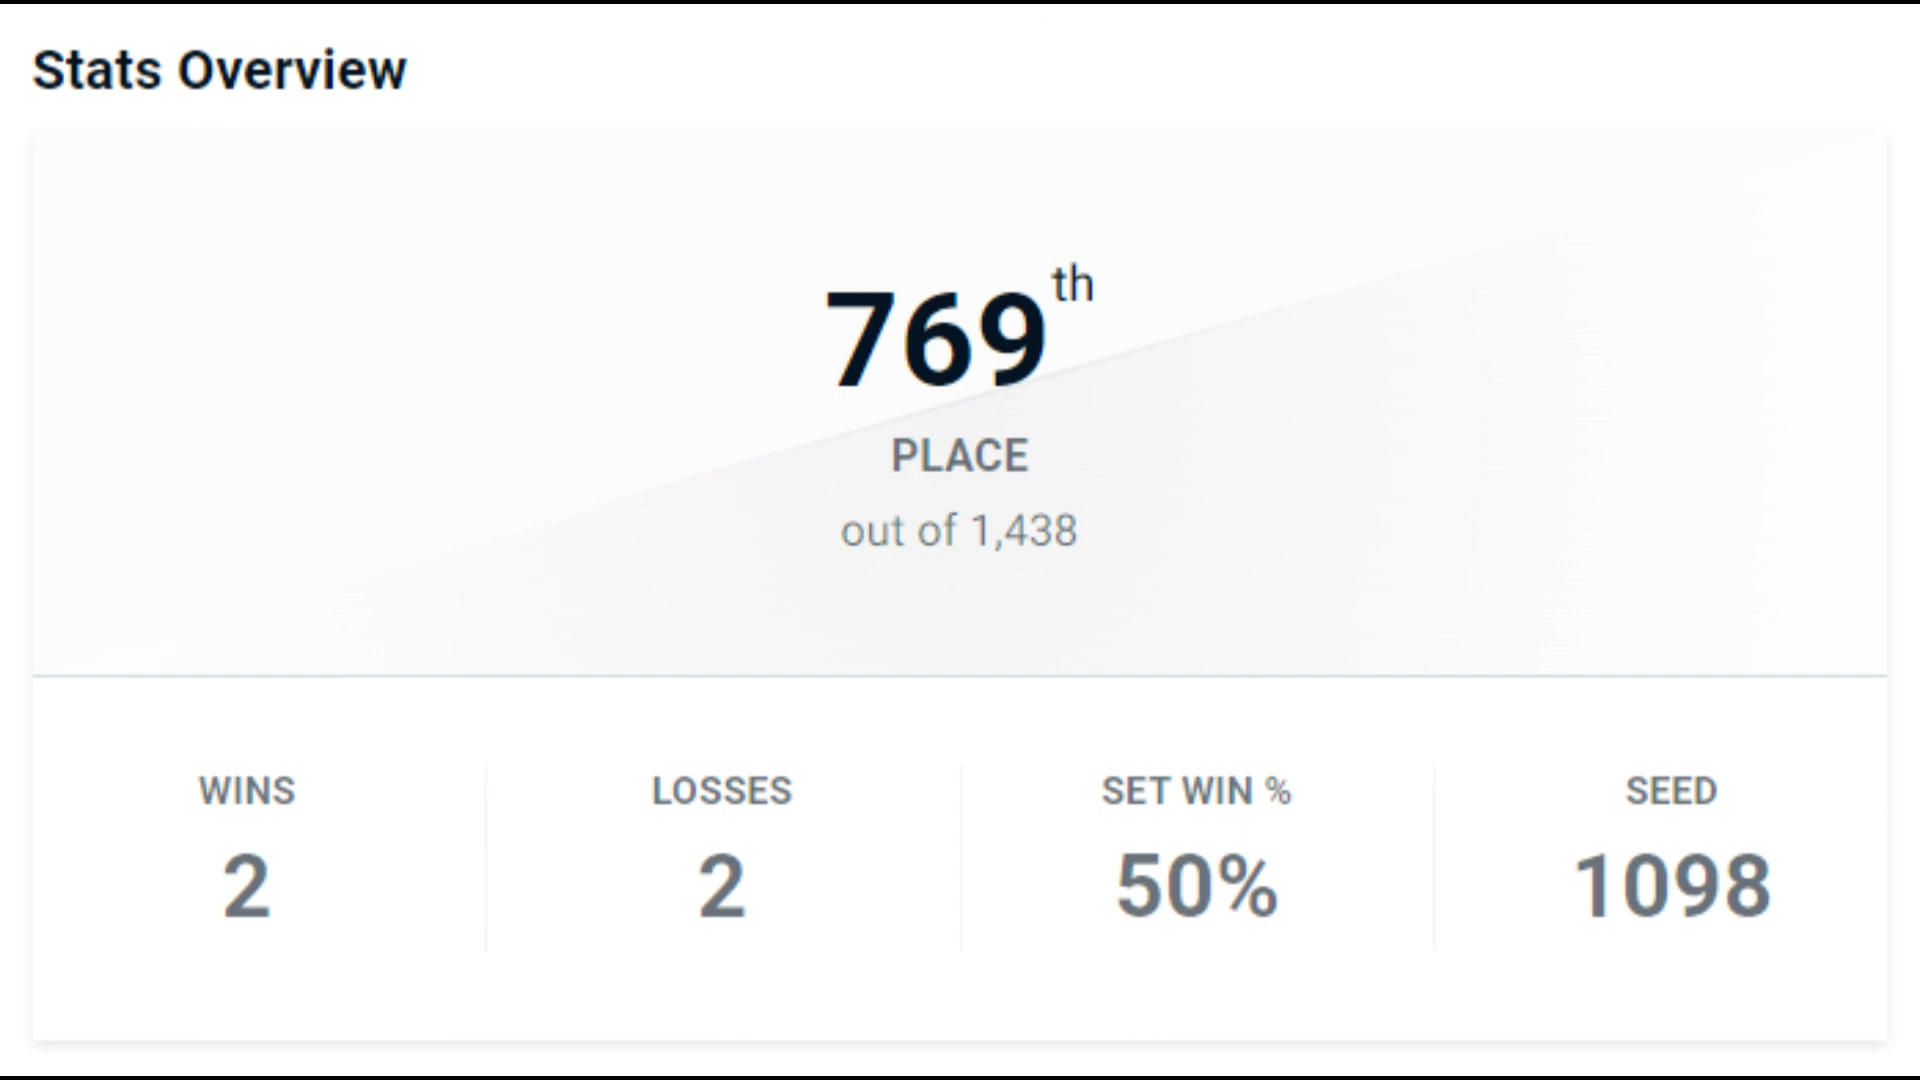 Stats Overview
769th
PLACE
out of 1,438
WINS
LOSSES
SET WIN %
SEED
2
2
50%
1098